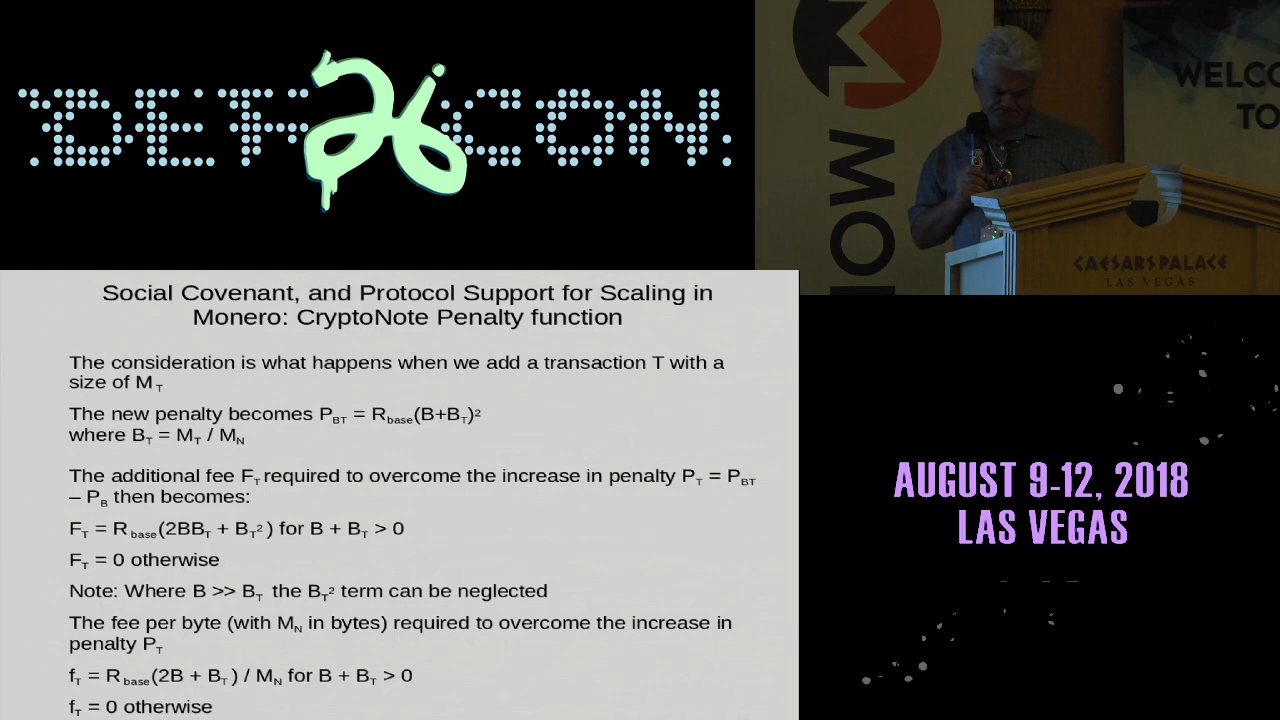 DEF 26 CON
WELCO
TO
MO
CAESARS PALACE
LAS VEGAS
Social Covenant, and Protocol Support for Scaling in
Monero: CryptoNote Penalty function
The consideration is what happens when we add a transaction T with a
size of M_T
The new penalty becomes P_BT = R_base(B+B_T)²
where B_T = M_T / M_N
The additional fee F_T required to overcome the increase in penalty P_T = P_BT
– P_B then becomes:
F_T = R_base(2BB_T + B_T²) for B + B_T > 0
F_T = 0 otherwise
Note: Where B >> B_T the B_T² term can be neglected
The fee per byte (with M_N in bytes) required to overcome the increase in
penalty P_T
f_T = R_base(2B + B_T) / M_N for B + B_T > 0
f_T = 0 otherwise
AUGUST 9-12, 2018
LAS VEGAS